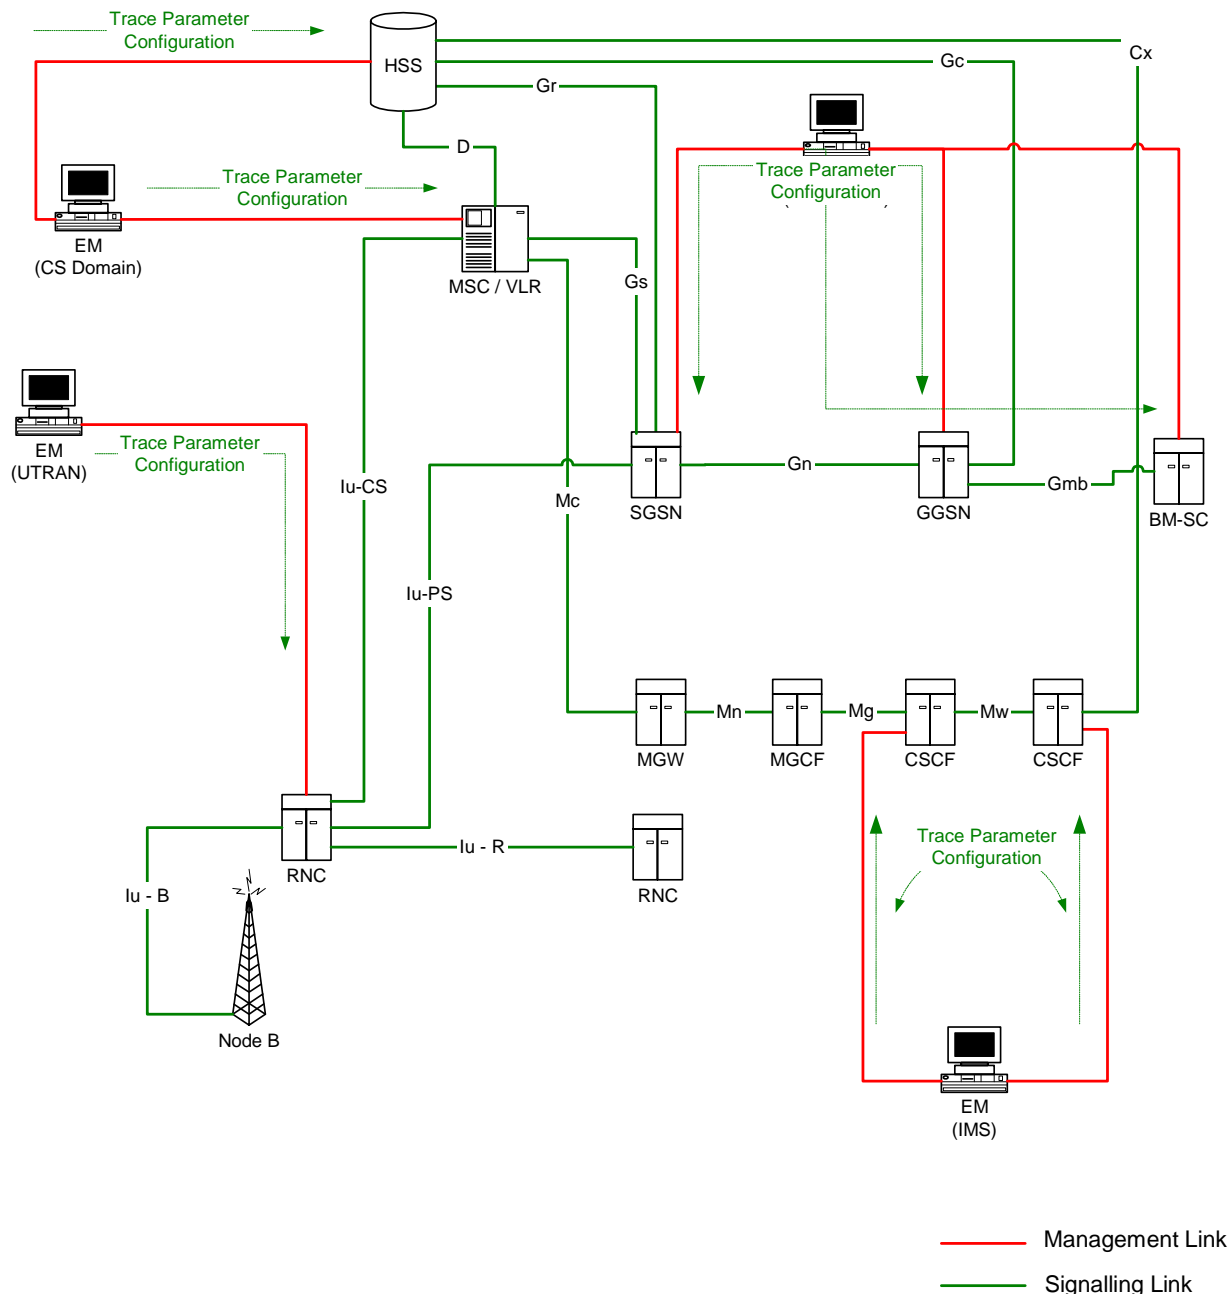 Trace Parameter
Configuration
HSS
Cx
Gc
Gr
D
Trace Parameter
Configuration
Trace Parameter
Configuration
EM
(CS Domain)
MSC / VLR
Gs
EM
(UTRAN)
Trace Parameter
Configuration
Iu-CS
Mc
SGSN
Gn
GGSN
Gmb
BM-SC
Iu-PS
Mn
Mg
Mw
MGW
MGCF
CSCF
CSCF
RNC
Iu - R
RNC
Iu - B
Trace Parameter
Configuration
Node B
EM
(IMS)
Management Link
Signalling Link